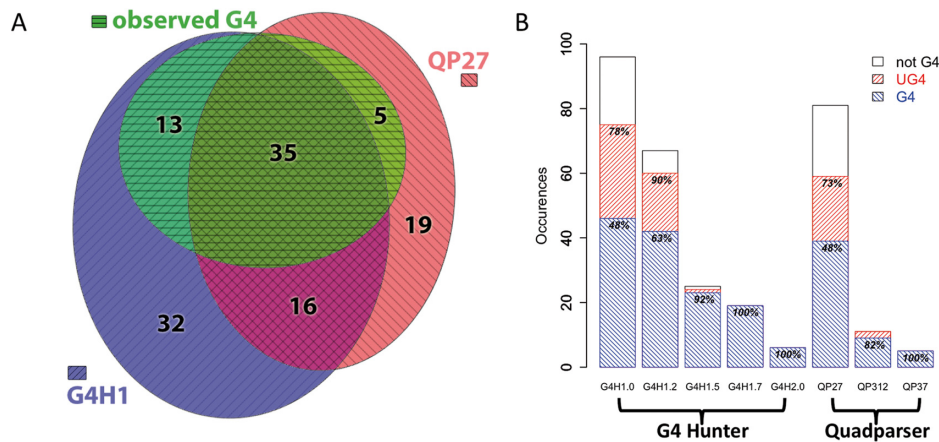 A
observed G4
QP27
13
5
35
19
16
32
G4H1
B
not G4
UG4
G4
Occurences
100
80
60
40
20
0
78%
48%
90%
63%
92%
100%
100%
73%
48%
82%
100%
G4H1.0 G4H1.2 G4H1.5 G4H1.7 G4H2.0 QP27 QP312 QP37
G4 Hunter Quadparser